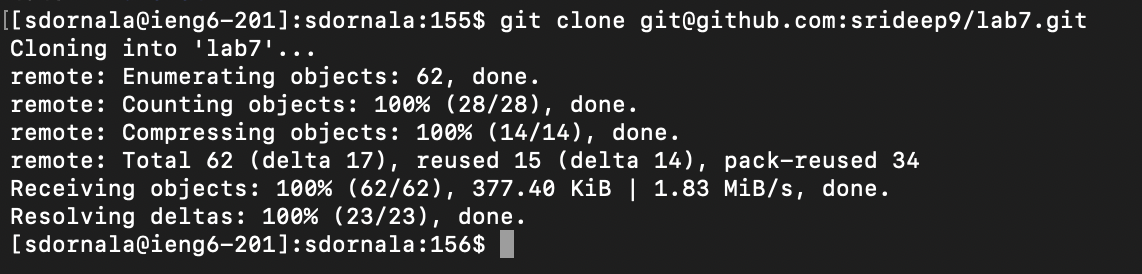 [[sdornala@ieng6-201]:sdornala:155$ git clone git@github.com:srideep9/lab7.git
Cloning into 'lab7'...
remote: Enumerating objects: 62, done.
remote: Counting objects: 100% (28/28), done.
remote: Compressing objects: 100% (14/14), done.
remote: Total 62 (delta 17), reused 15 (delta 14), pack-reused 34
Receiving objects: 100% (62/62), 377.40 KiB | 1.83 MiB/s, done.
Resolving deltas: 100% (23/23), done.
[sdornala@ieng6-201]:sdornala:156$